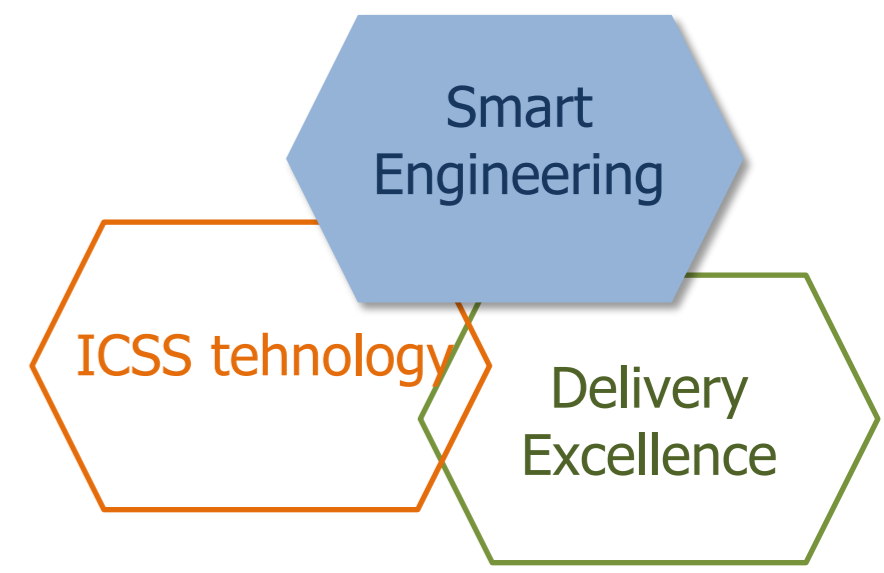 Smart
Engineering
ICSS tehnology
Delivery
Excellence